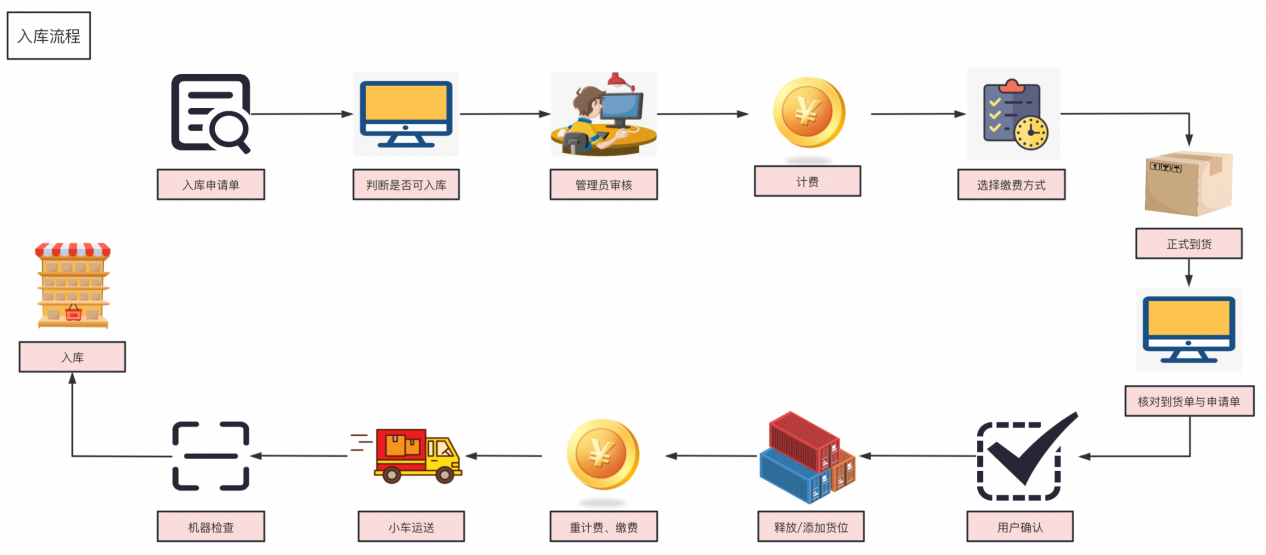 入库流程
入库申请单
判断是否可入库
管理员审核
计费
选择缴费方式
正式到货
核对到货单与申请单
用户确认
释放/添加货位
重计费、缴费
小车运送
机器检查
入库